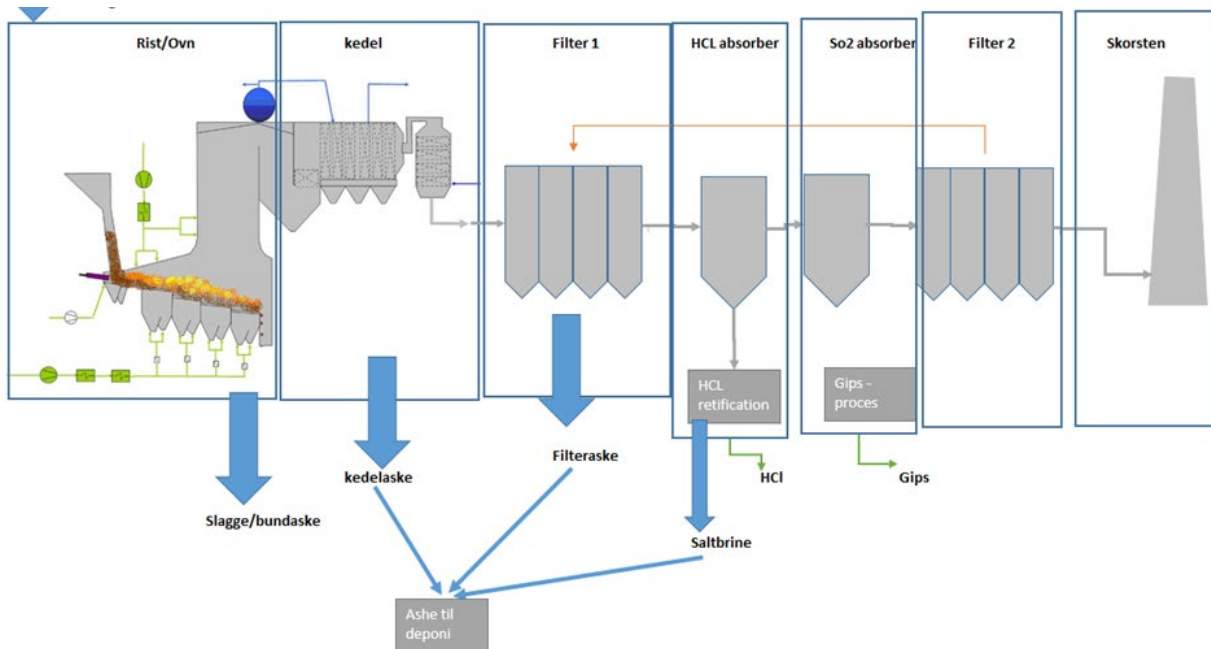 Rist/Ovn
kedel
Filter 1
HCL absorber
So2 absorber
Filter 2
Skorsten
HCL
retification
Gips -
proces
Filteraske
kedelaske
HCl
Gips
Slagge/bundaske
Saltbrine
Ashe til
deponi